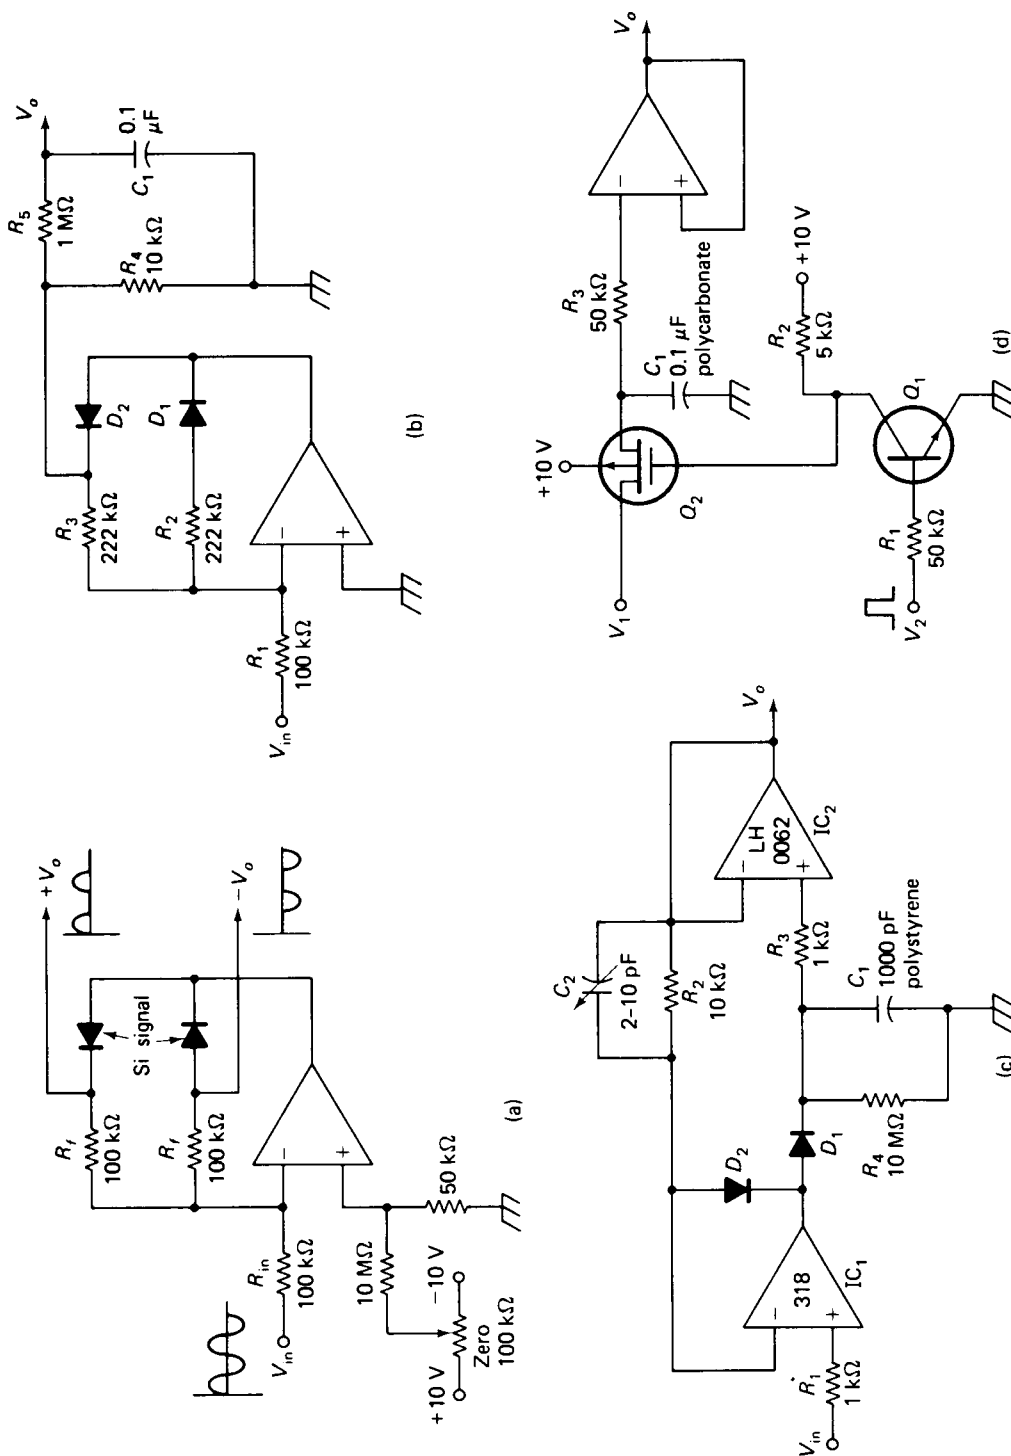 +V_o
−V_o
R_f
100 kΩ
Si signal
R_f
100 kΩ
R_in
100 kΩ
V_in
−
+
10 MΩ
50 kΩ
+10 V
−10 V
Zero
100 kΩ
(a)
V_o
R_5
1 MΩ
R_4
10 kΩ
C_1
0.1
μF
R_3
222 kΩ
D_2
R_2
222 kΩ
D_1
R_1
100 kΩ
V_in
−
+
(b)
C_2
2-10 pF
R_2
10 kΩ
V_o
LH
0062
−
+
IC_2
R_3
1 kΩ
D_2
D_1
C_1
1000 pF
polystyrene
R_4
10 MΩ
318
−
+
IC_1
R_1
1 kΩ
V_in
(c)
V_o
−
+
R_3
50 kΩ
C_1
0.1 μF
polycarbonate
+10 V
Q_2
V_1
R_2
5 kΩ
+10 V
Q_1
R_1
50 kΩ
V_2
(d)